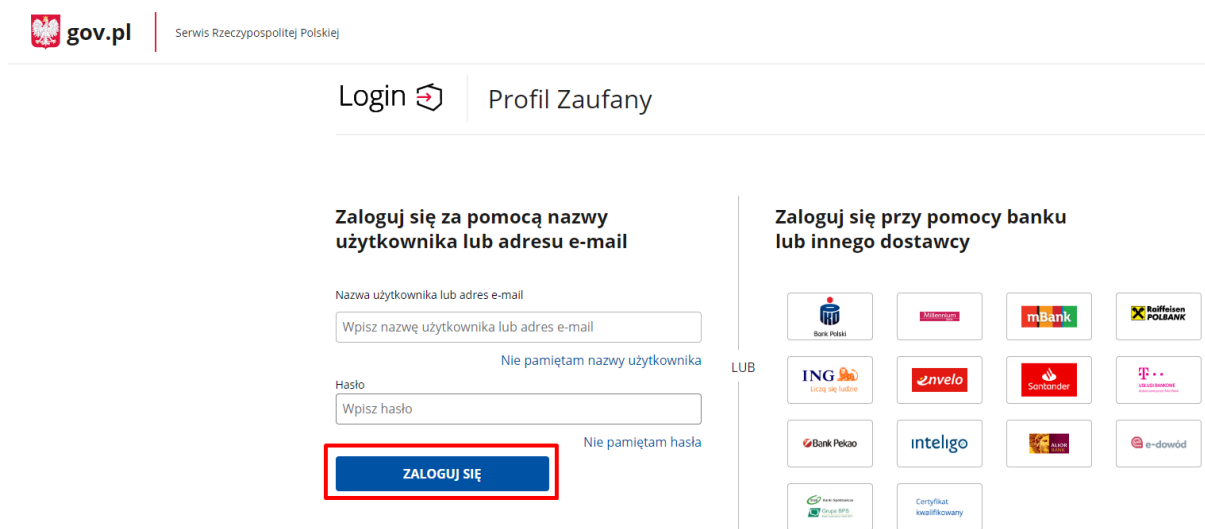 gov.pl
Serwis Rzeczypospolitej Polskiej
Login
Profil Zaufany
Zaloguj się za pomocą nazwy
użytkownika lub adresu e-mail
Nazwa użytkownika lub adres e-mail
Wpisz nazwę użytkownika lub adres e-mail
Nie pamiętam nazwy użytkownika
Hasło
Wpisz hasło
Nie pamiętam hasła
ZALOGUJ SIĘ
LUB
Zaloguj się przy pomocy banku
lub innego dostawcy
Bank Polski
Millennium
mBank
Raiffeisen
POLBANK
ING
Liczą się ludzie
envelo
Santander
T
USŁUGI BANKOWE
Bank Pekao
inteligo
ALIOR
BANK
e-dowód
Grupa BPS
Certyfikat
kwalifikowany